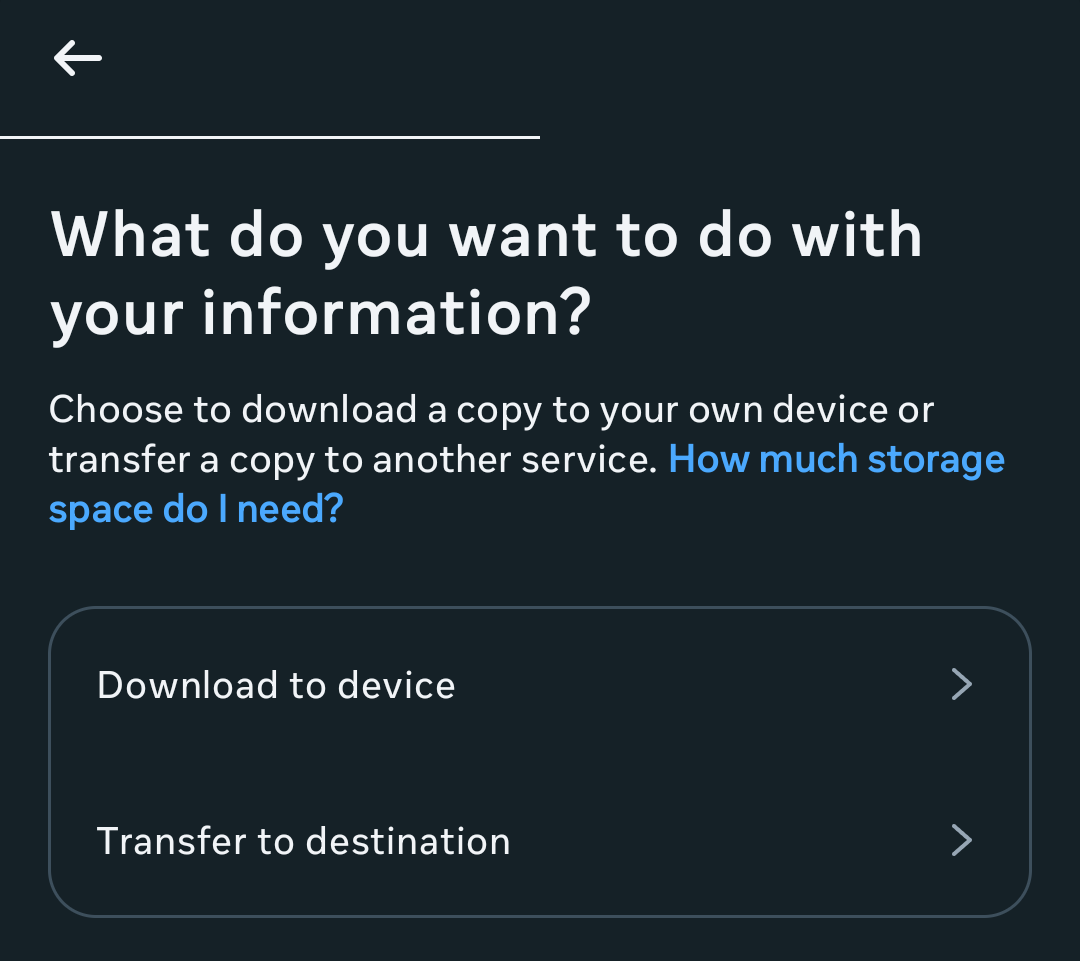 What do you want to do with
your information?
Choose to download a copy to your own device or
transfer a copy to another service. How much storage
space do I need?
Download to device
Transfer to destination